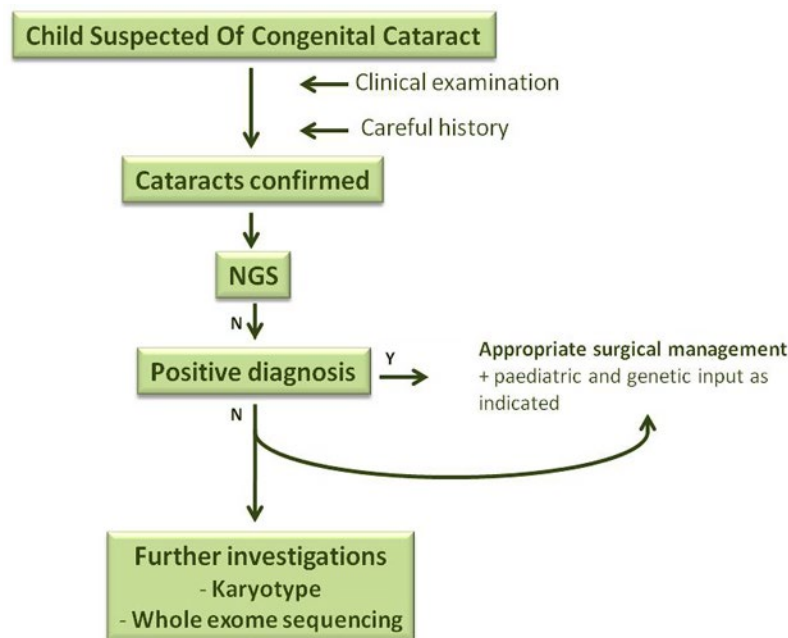 Child Suspected Of Congenital Cataract
Clinical examination
Careful history
Cataracts confirmed
NGS
N
Positive diagnosis
Y
Appropriate surgical management
+ paediatric and genetic input as
indicated
N
Further investigations
- Karyotype
- Whole exome sequencing